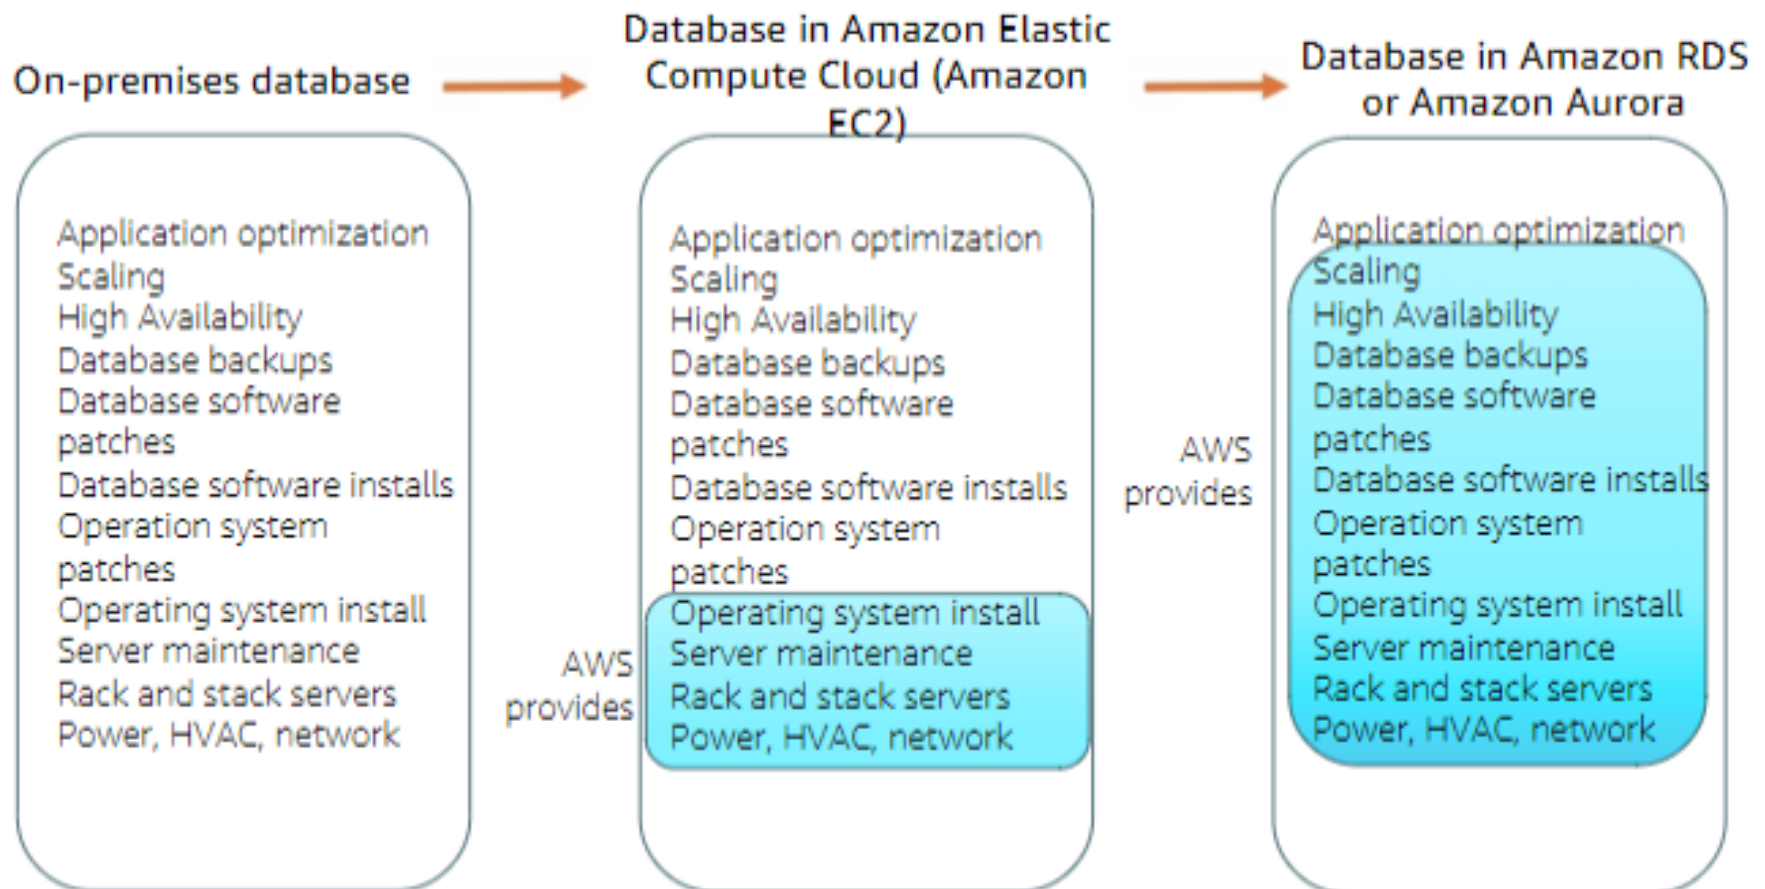 On-premises database
Application optimization
Scaling
High Availability
Database backups
Database software
patches
Database software installs
Operation system
patches
Operating system install
Server maintenance
Rack and stack servers
Power, HVAC, network
Database in Amazon Elastic
Compute Cloud (Amazon
EC2)
Application optimization
Scaling
High Availability
Database backups
Database software
patches
Database software installs
Operation system
patches
AWS
provides
Operating system install
Server maintenance
Rack and stack servers
Power, HVAC, network
Database in Amazon RDS
or Amazon Aurora
Application optimization
AWS
provides
Scaling
High Availability
Database backups
Database software
patches
Database software installs
Operation system
patches
Operating system install
Server maintenance
Rack and stack servers
Power, HVAC, network